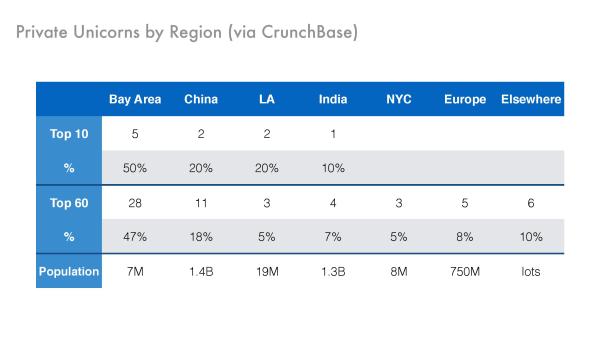 Private Unicorns by Region (via CrunchBase)
Bay Area China LA India NYC Europe Elsewhere
Top 10 5 2 2 1
% 50% 20% 20% 10%
Top 60 28 11 3 4 3 5 6
% 47% 18% 5% 7% 5% 8% 10%
Population 7M 1.4B 19M 1.3B 8M 750M lots